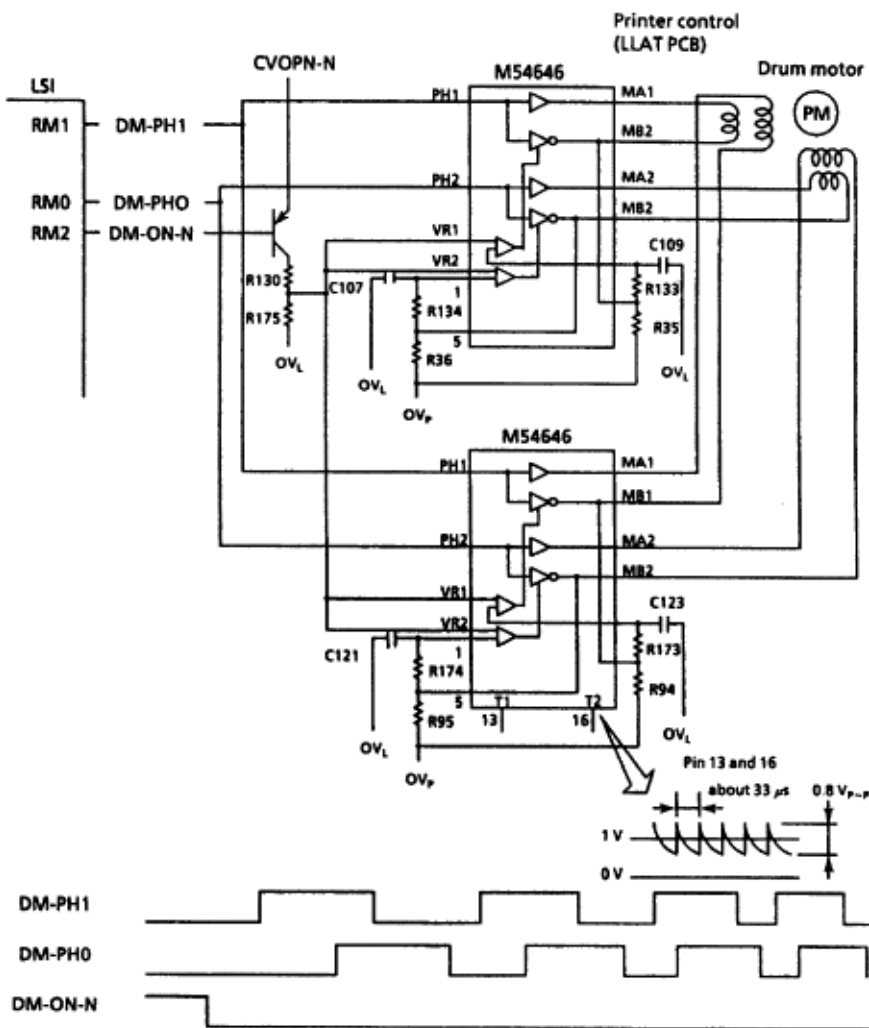 Printer control
(LLAT PCB)
CVOPN-N
M54646
Drum motor
LSI
PH1
MA1
PM
RM1
DM-PH1
MB2
PH2
MA2
RM0
DM-PHO
MB2
RM2
DM-ON-N
VR1
C109
VR2
R130
C107
R133
1
R134
R175
R35
5
R36
OVL
OVL
OVL
OVP
M54646
PH1
MA1
MB1
PH2
MA2
MB2
VR1
C123
VR2
C121
1
R173
R174
R94
5
T1
T2
R95
13
16
OVL
OVL
OVP
Pin 13 and 16
about 33 μs
0.8 VP-P
1 V
0 V
DM-PH1
DM-PH0
DM-ON-N